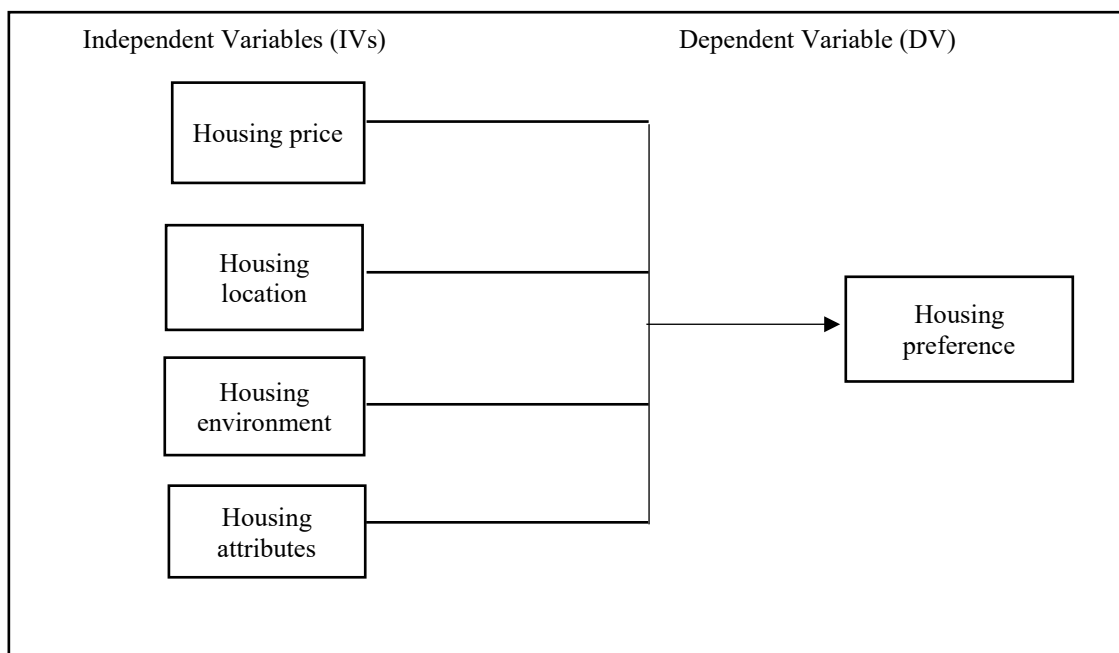 Independent Variables (IVs)
Dependent Variable (DV)
Housing price
Housing
location
Housing
environment
Housing
attributes
Housing
preference